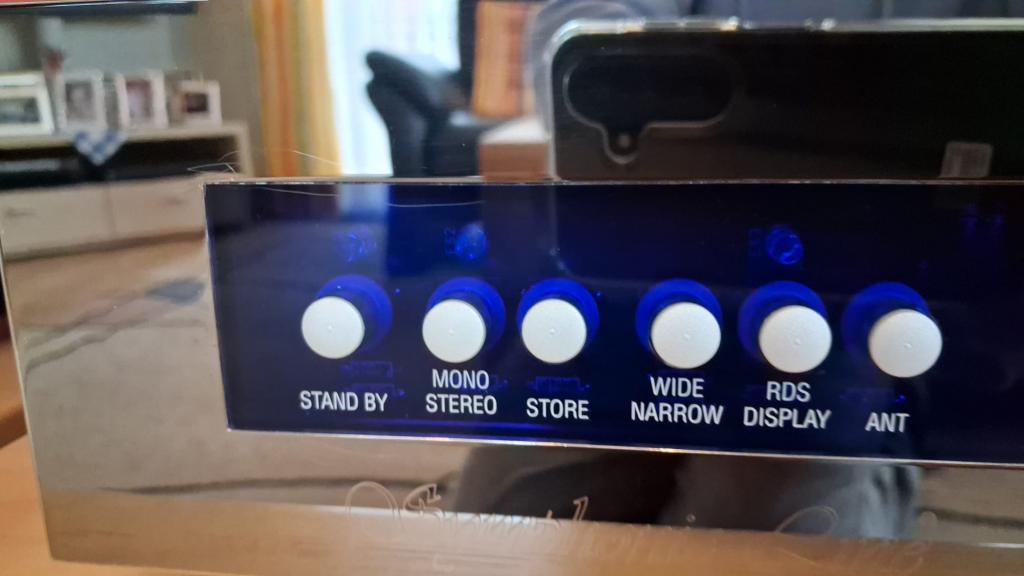 STAND BY
MONO
STEREO
STORE
WIDE
NARROW
RDS
DISPLAY
ANT